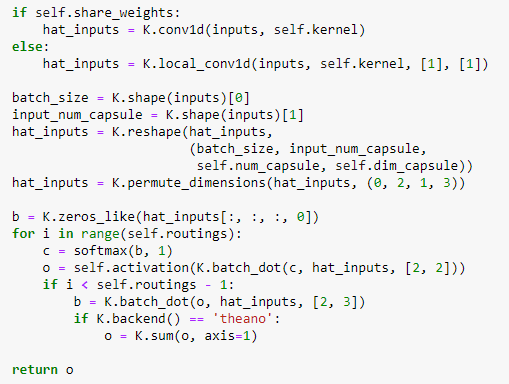 if self.share_weights:
    hat_inputs = K.conv1d(inputs, self.kernel)
else:
    hat_inputs = K.local_conv1d(inputs, self.kernel, [1], [1])

batch_size = K.shape(inputs)[0]
input_num_capsule = K.shape(inputs)[1]
hat_inputs = K.reshape(hat_inputs,
                       (batch_size, input_num_capsule,
                        self.num_capsule, self.dim_capsule))
hat_inputs = K.permute_dimensions(hat_inputs, (0, 2, 1, 3))

b = K.zeros_like(hat_inputs[:, :, :, 0])
for i in range(self.routings):
    c = softmax(b, 1)
    o = self.activation(K.batch_dot(c, hat_inputs, [2, 2]))
    if i < self.routings - 1:
        b = K.batch_dot(o, hat_inputs, [2, 3])
        if K.backend() == 'theano':
            o = K.sum(o, axis=1)

return o